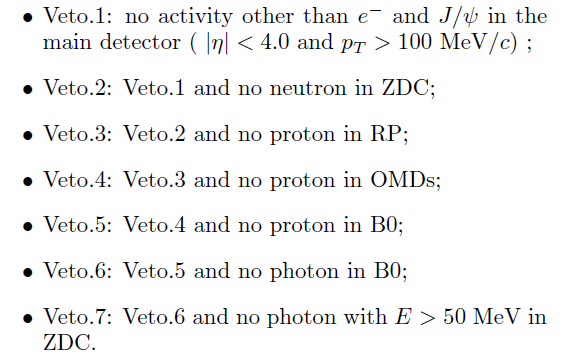 • Veto.1: no activity other than e⁻ and J/ψ in the
main detector ( |η| < 4.0 and p_T > 100 MeV/c) ;
• Veto.2: Veto.1 and no neutron in ZDC;
• Veto.3: Veto.2 and no proton in RP;
• Veto.4: Veto.3 and no proton in OMDs;
• Veto.5: Veto.4 and no proton in B0;
• Veto.6: Veto.5 and no photon in B0;
• Veto.7: Veto.6 and no photon with E > 50 MeV in
ZDC.